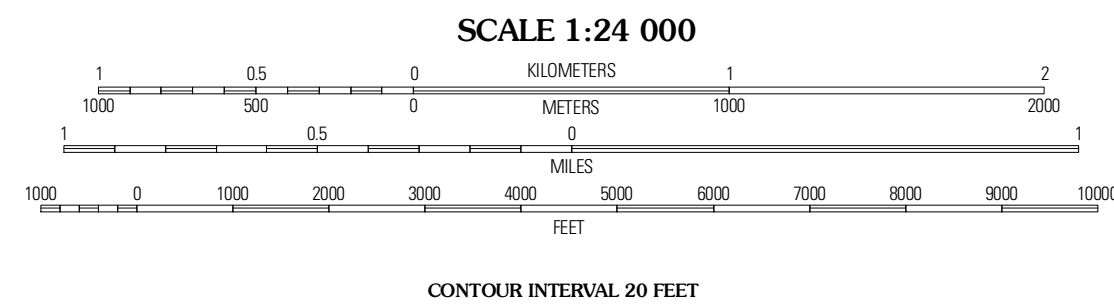 SCALE 1:24 000
1 0.5 0 KILOMETERS 1 2
1000 500 0 METERS 1000 2000
1 0.5 0 1
MILES
1000 0 1000 2000 3000 4000 5000 6000 7000 8000 9000 10000
FEET
CONTOUR INTERVAL 20 FEET